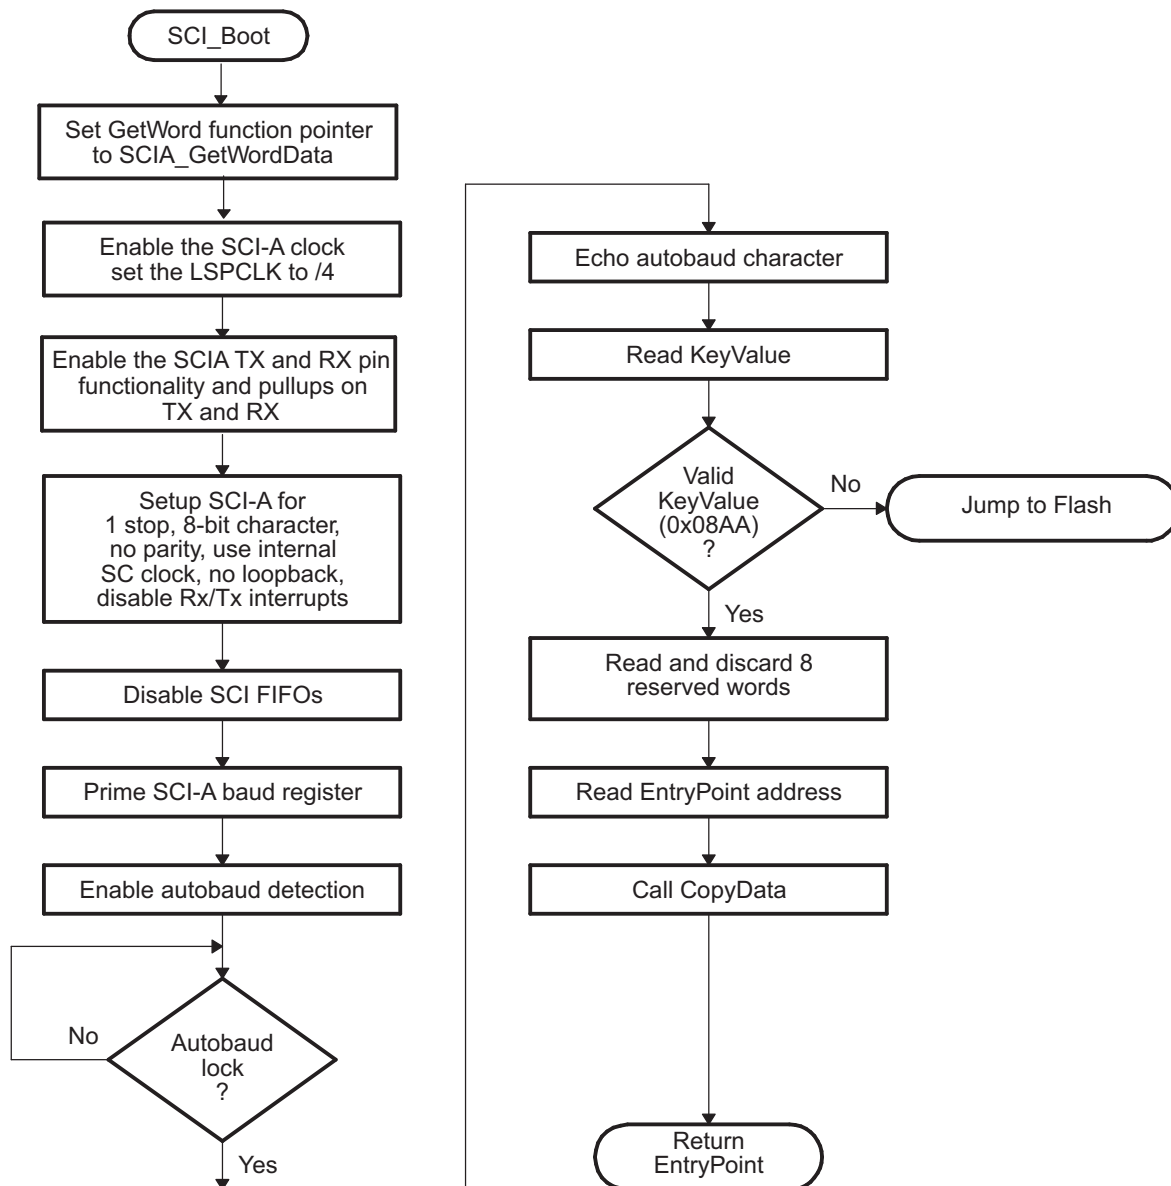 SCI_Boot
Set GetWord function pointer
to SCIA_GetWordData
Enable the SCI-A clock
set the LSPCLK to /4
Enable the SCIA TX and RX pin
functionality and pullups on
TX and RX
Setup SCI-A for
1 stop, 8-bit character,
no parity, use internal
SC clock, no loopback,
disable Rx/Tx interrupts
Disable SCI FIFOs
Prime SCI-A baud register
Enable autobaud detection
No
Autobaud
lock
?
Yes
Echo autobaud character
Read KeyValue
Valid
KeyValue
(0x08AA)
?
No
Jump to Flash
Yes
Read and discard 8
reserved words
Read EntryPoint address
Call CopyData
Return
EntryPoint